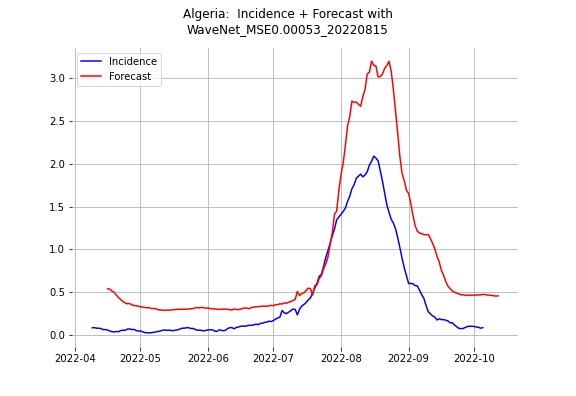 Algeria:  Incidence + Forecast with
WaveNet_MSE0.00053_20220815
Incidence
Forecast
3.0
2.5
2.0
1.5
1.0
0.5
0.0
2022-04 2022-05 2022-06 2022-07 2022-08 2022-09 2022-10